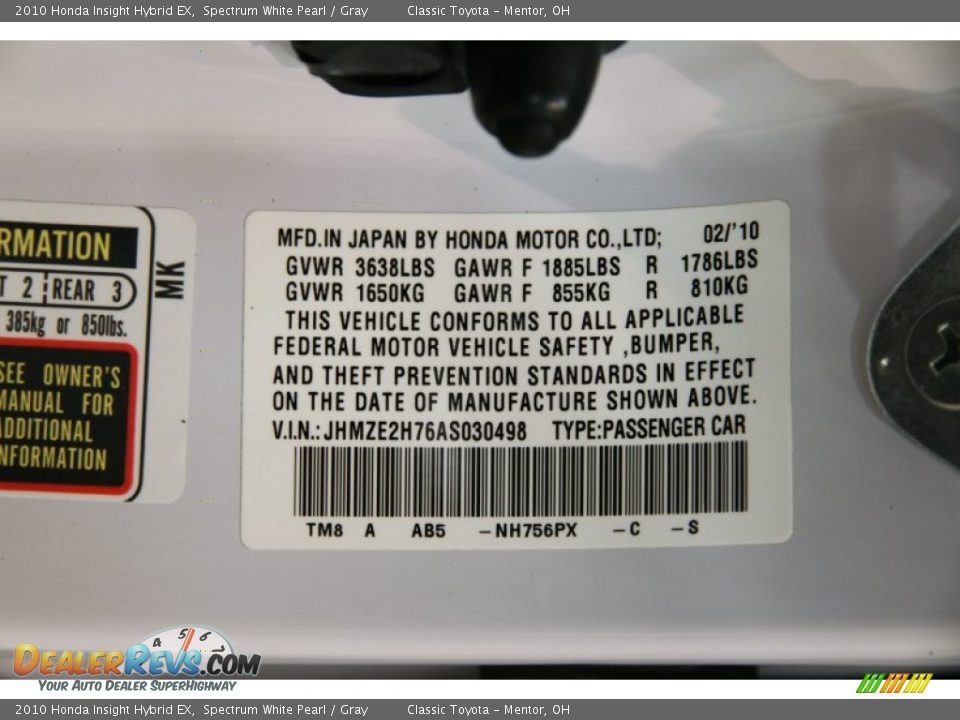 2010 Honda Insight Hybrid EX, Spectrum White Pearl / Gray Classic Toyota - Mentor, OH
RMATION
T 2 REAR 3
385kg or 850lbs.
SEE OWNER'S
MANUAL FOR
ADDITIONAL
INFORMATION
MK
MFD.IN JAPAN BY HONDA MOTOR CO.,LTD; 02/'10
GVWR 3638LBS GAWR F 1885LBS R 1786LBS
GVWR 1650KG GAWR F 855KG R 810KG
THIS VEHICLE CONFORMS TO ALL APPLICABLE
FEDERAL MOTOR VEHICLE SAFETY ,BUMPER,
AND THEFT PREVENTION STANDARDS IN EFFECT
ON THE DATE OF MANUFACTURE SHOWN ABOVE.
V.I.N.: JHMZE2H76AS030498 TYPE:PASSENGER CAR
TM8 A AB5 -NH756PX -C -S
4 5 6
DEALERREVS.COM
YOUR AUTO DEALER SUPERHIGHWAY
2010 Honda Insight Hybrid EX, Spectrum White Pearl / Gray Classic Toyota - Mentor, OH